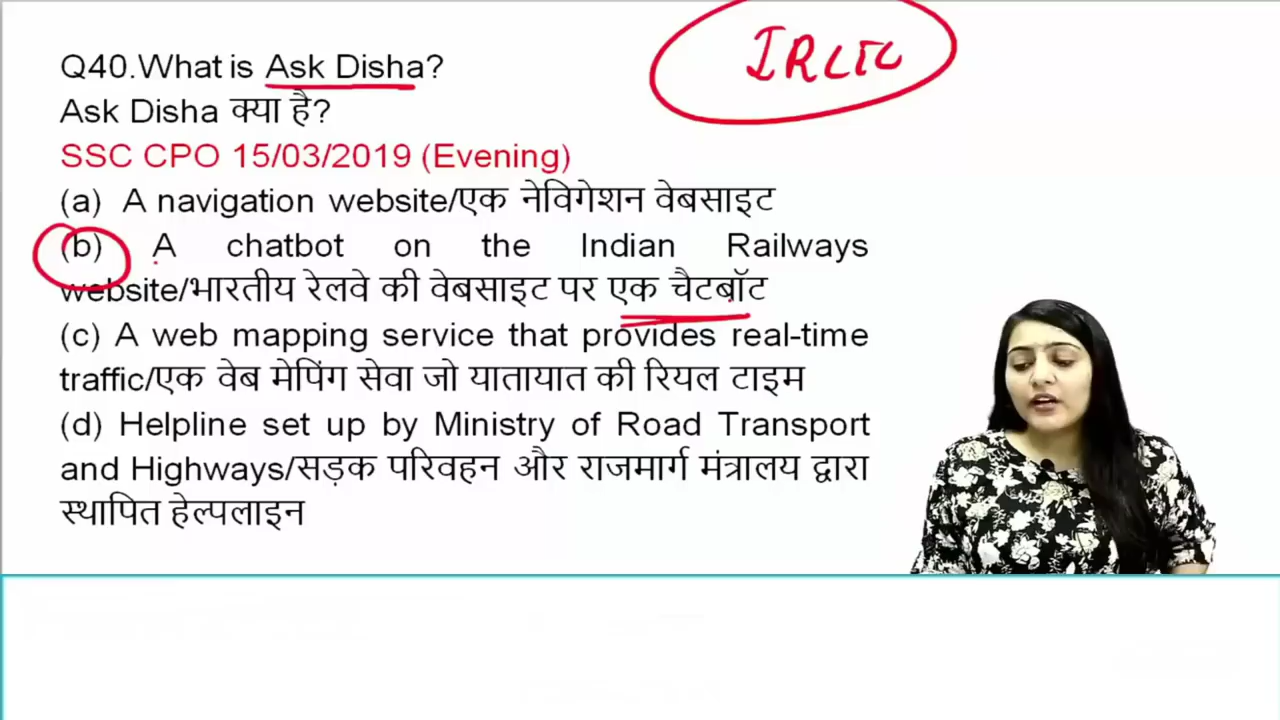 IRCTC
Q40.What is Ask Disha?
Ask Disha क्या है?
SSC CPO 15/03/2019 (Evening)
(a) A navigation website/एक नेविगेशन वेबसाइट
(b) A chatbot on the Indian Railways
website/भारतीय रेलवे की वेबसाइट पर एक चैटबॉट
(c) A web mapping service that provides real-time
traffic/एक वेब मेपिंग सेवा जो यातायात की रियल टाइम
(d) Helpline set up by Ministry of Road Transport
and Highways/सड़क परिवहन और राजमार्ग मंत्रालय द्वारा
स्थापित हेल्पलाइन